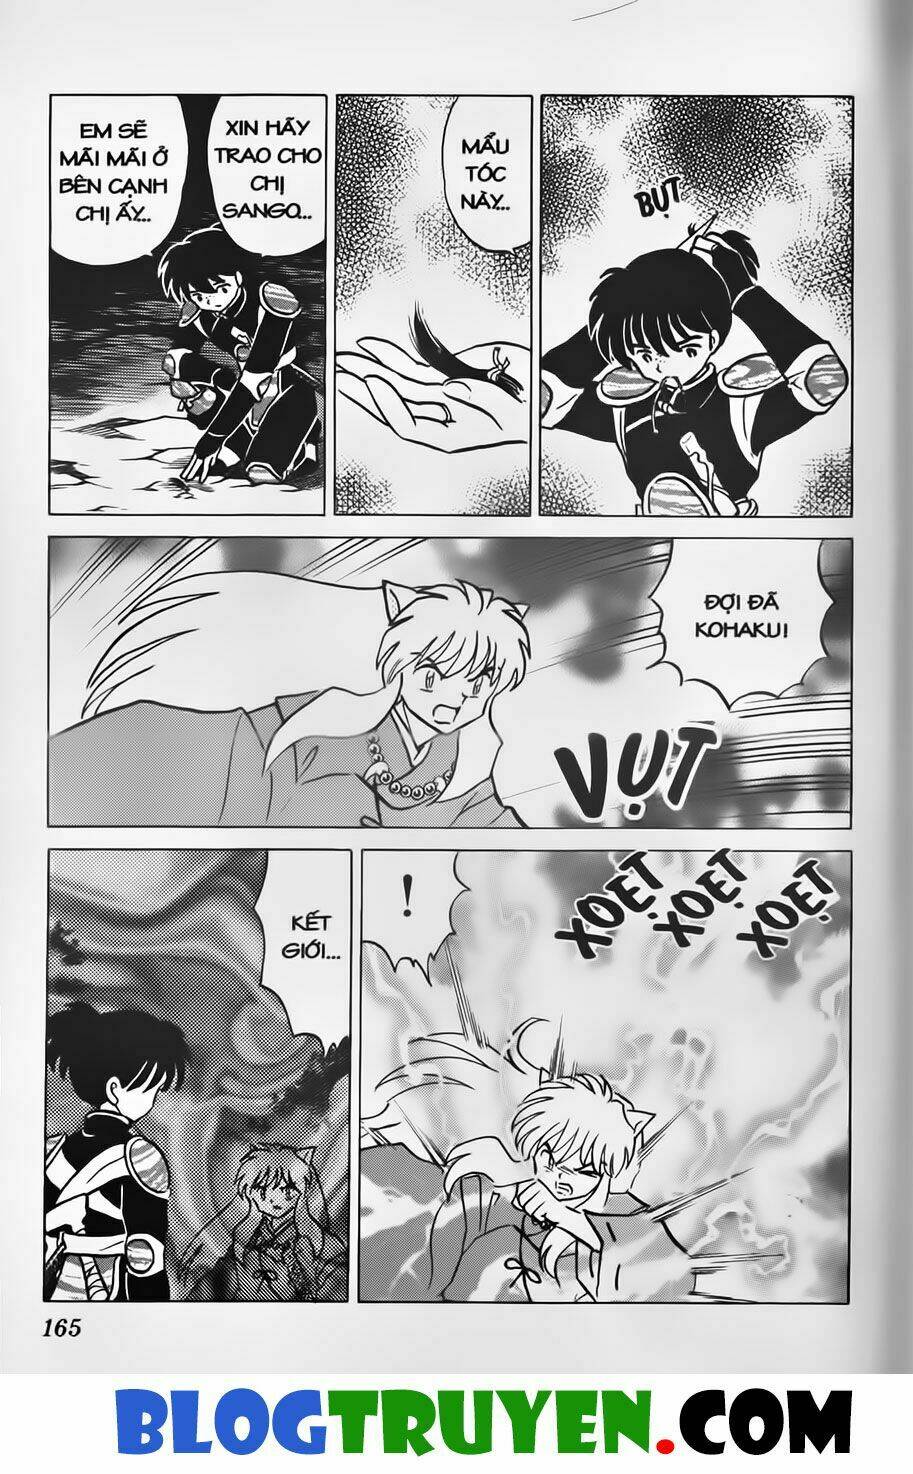 BỤT
MẨU
TÓC
NÀY...
XIN HÃY
TRAO CHO
CHỊ
SANGO...
EM SẼ
MÃI MÃI Ở
BÊN CẠNH
CHỊ ẤY...
ĐỢI ĐÃ
KOHAKU!
VỤT
XOẸT
XOẸT
XOẸT
!
KẾT
GIỚI...
165
BLOGTRUYEN.COM